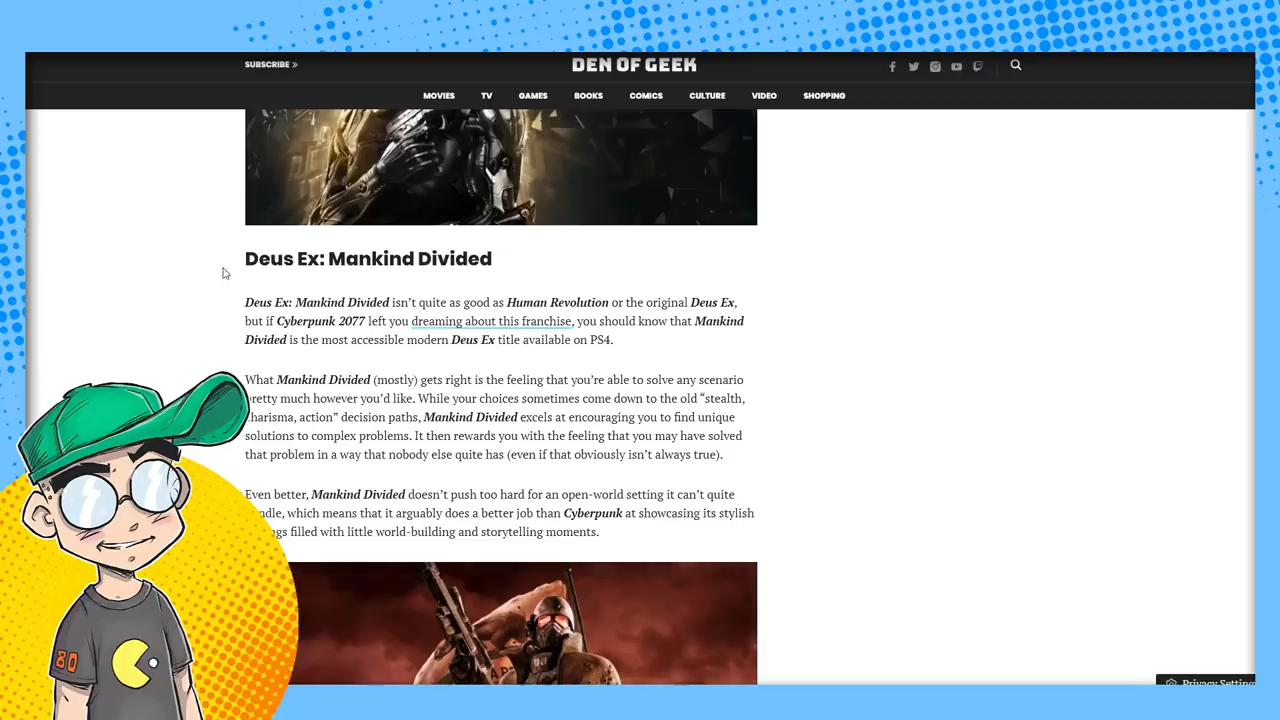 SUBSCRIBE »
DEN OF GEEK
MOVIES TV GAMES BOOKS COMICS CULTURE VIDEO SHOPPING
Deus Ex: Mankind Divided
Deus Ex: Mankind Divided isn’t quite as good as Human Revolution or the original Deus Ex,
but if Cyberpunk 2077 left you dreaming about this franchise, you should know that Mankind
Divided is the most accessible modern Deus Ex title available on PS4.
What Mankind Divided (mostly) gets right is the feeling that you’re able to solve any scenario
pretty much however you’d like. While your choices sometimes come down to the old “stealth,
charisma, action” decision paths, Mankind Divided excels at encouraging you to find unique
solutions to complex problems. It then rewards you with the feeling that you may have solved
that problem in a way that nobody else quite has (even if that obviously isn’t always true).
Even better, Mankind Divided doesn’t push too hard for an open-world setting it can’t quite
ndle, which means that it arguably does a better job than Cyberpunk at showcasing its stylish
ngs filled with little world-building and storytelling moments.
80
Privacy Setting